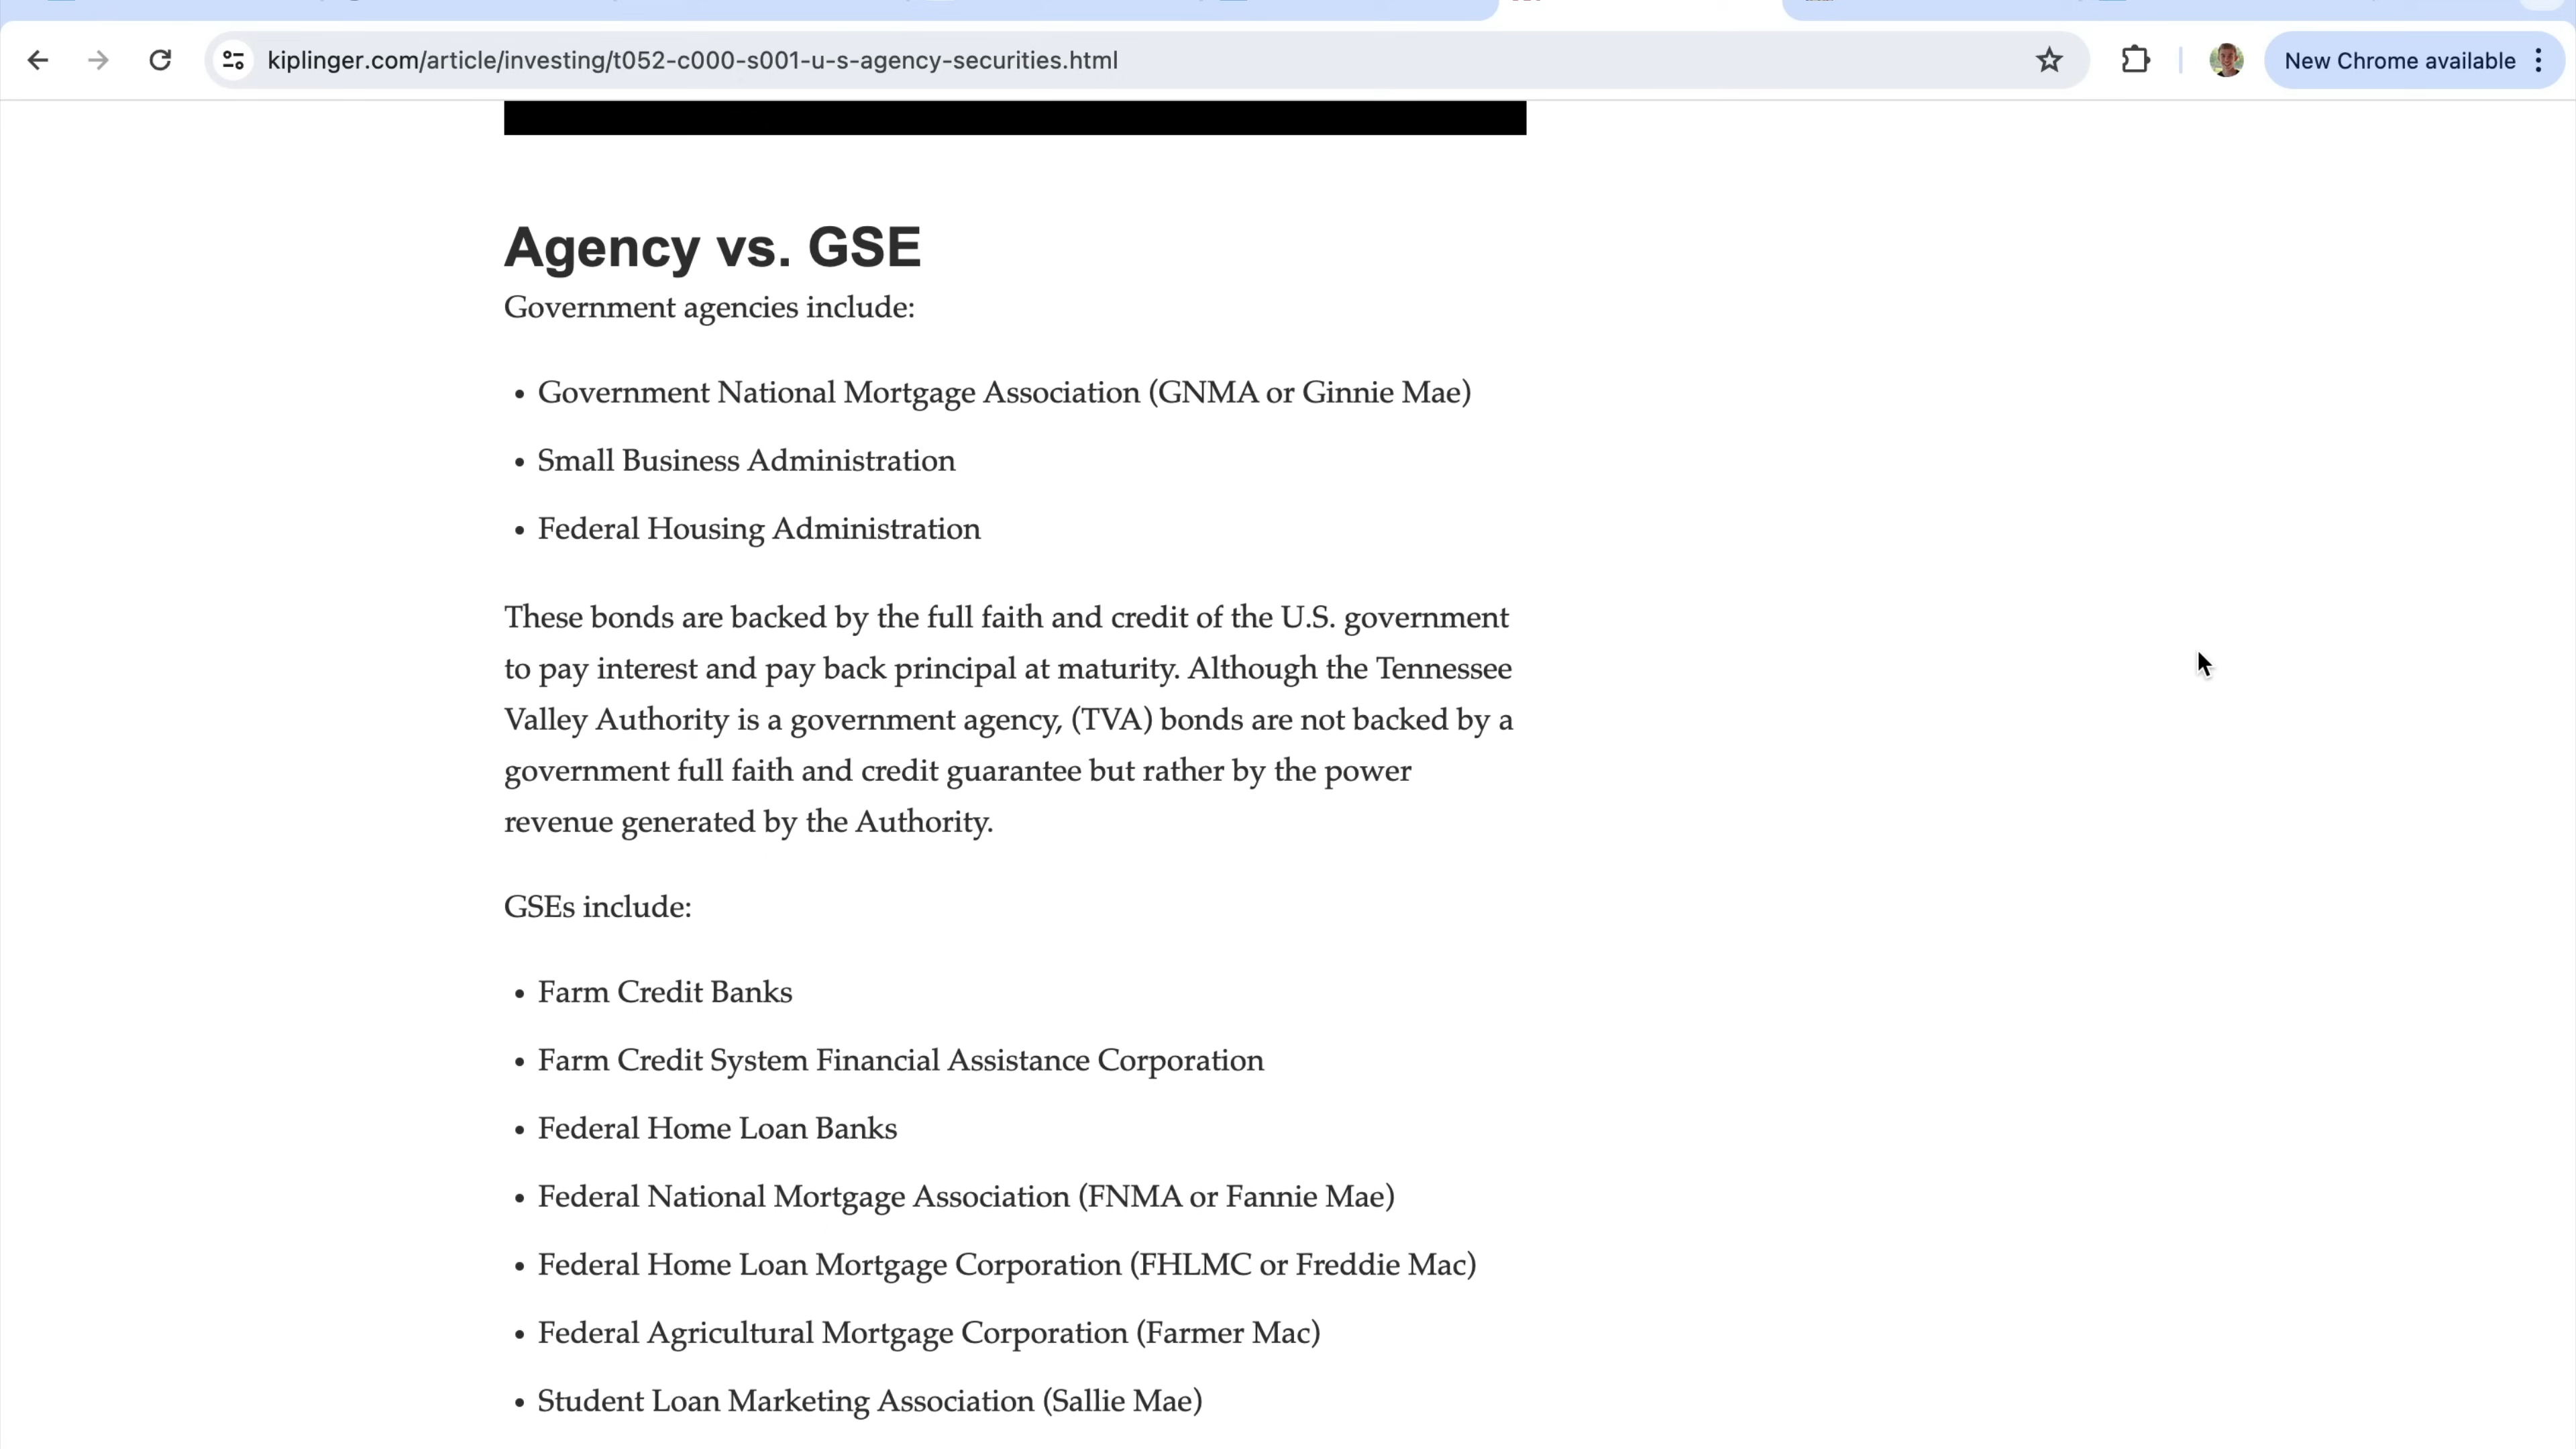 kiplinger.com/article/investing/t052-c000-s001-u-s-agency-securities.html
New Chrome available
Agency vs. GSE
Government agencies include:
• Government National Mortgage Association (GNMA or Ginnie Mae)
• Small Business Administration
• Federal Housing Administration
These bonds are backed by the full faith and credit of the U.S. government
to pay interest and pay back principal at maturity. Although the Tennessee
Valley Authority is a government agency, (TVA) bonds are not backed by a
government full faith and credit guarantee but rather by the power
revenue generated by the Authority.
GSEs include:
• Farm Credit Banks
• Farm Credit System Financial Assistance Corporation
• Federal Home Loan Banks
• Federal National Mortgage Association (FNMA or Fannie Mae)
• Federal Home Loan Mortgage Corporation (FHLMC or Freddie Mac)
• Federal Agricultural Mortgage Corporation (Farmer Mac)
• Student Loan Marketing Association (Sallie Mae)